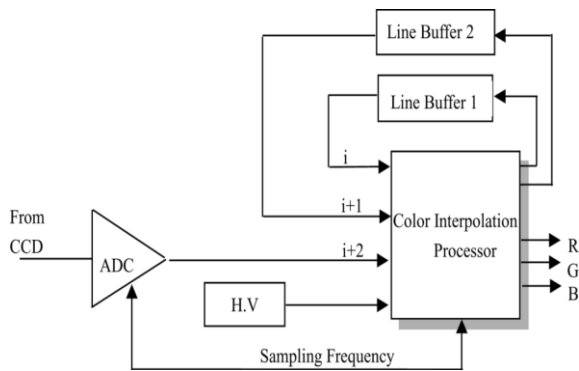 Line Buffer 2
Line Buffer 1
i
i+1
i+2
From
CCD
ADC
Color Interpolation
Processor
R
G
B
H.V
Sampling Frequency